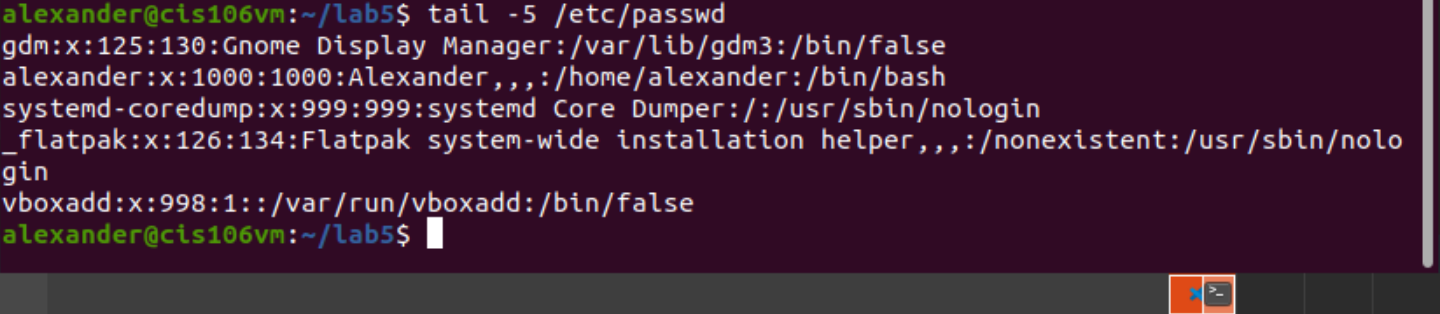 alexander@cis106vm:~/lab5$ tail -5 /etc/passwd
gdm:x:125:130:Gnome Display Manager:/var/lib/gdm3:/bin/false
alexander:x:1000:1000:Alexander,,,:/home/alexander:/bin/bash
systemd-coredump:x:999:999:systemd Core Dumper:/:/usr/sbin/nologin
_flatpak:x:126:134:Flatpak system-wide installation helper,,,:/nonexistent:/usr/sbin/nolo
gin
vboxadd:x:998:1::/var/run/vboxadd:/bin/false
alexander@cis106vm:~/lab5$